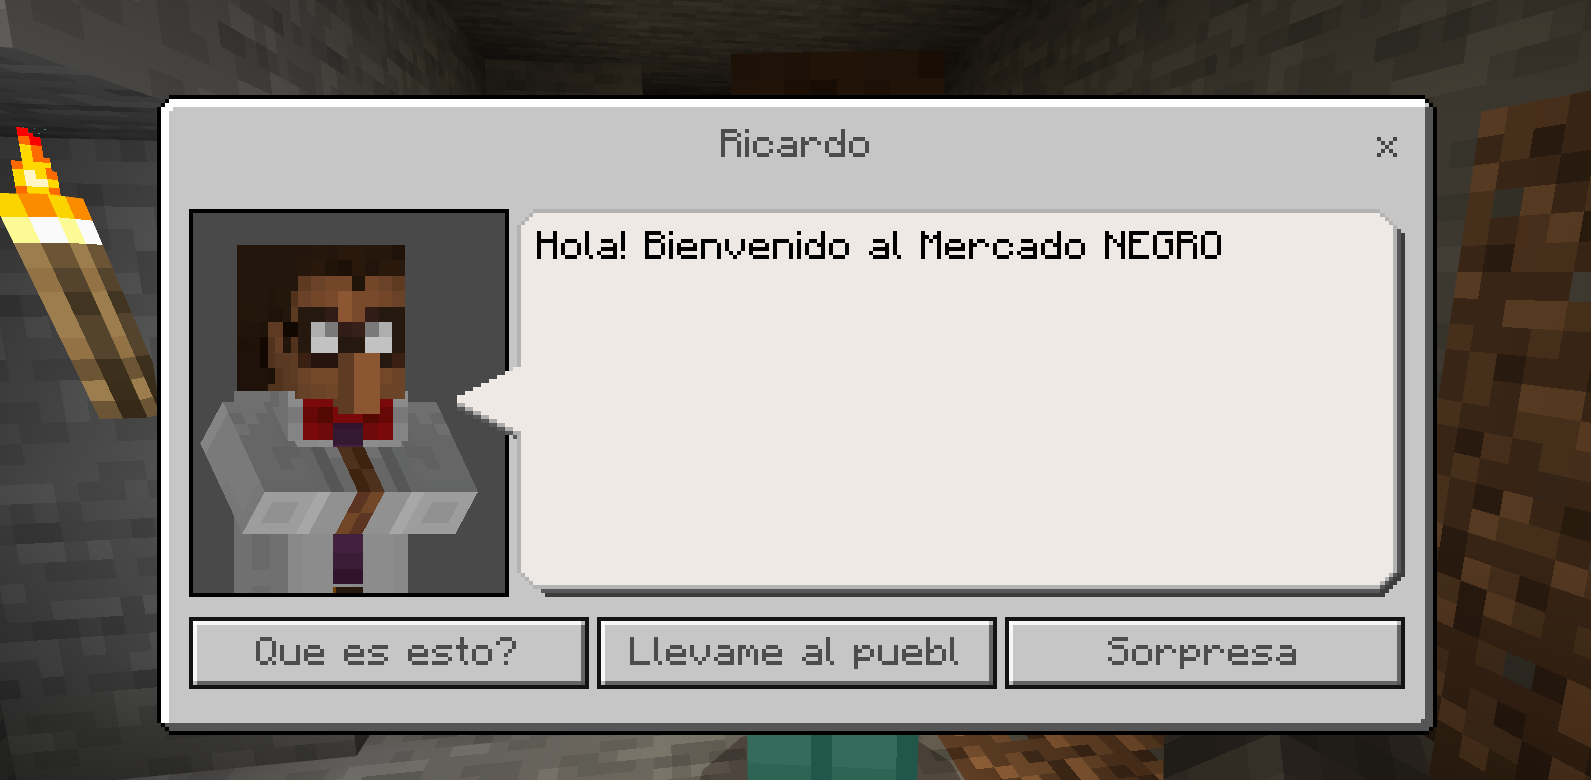 Ricardo
x
Hola! Bienvenido al Mercado NEGRO
Que es esto?
Llevame al puebl
Sorpresa